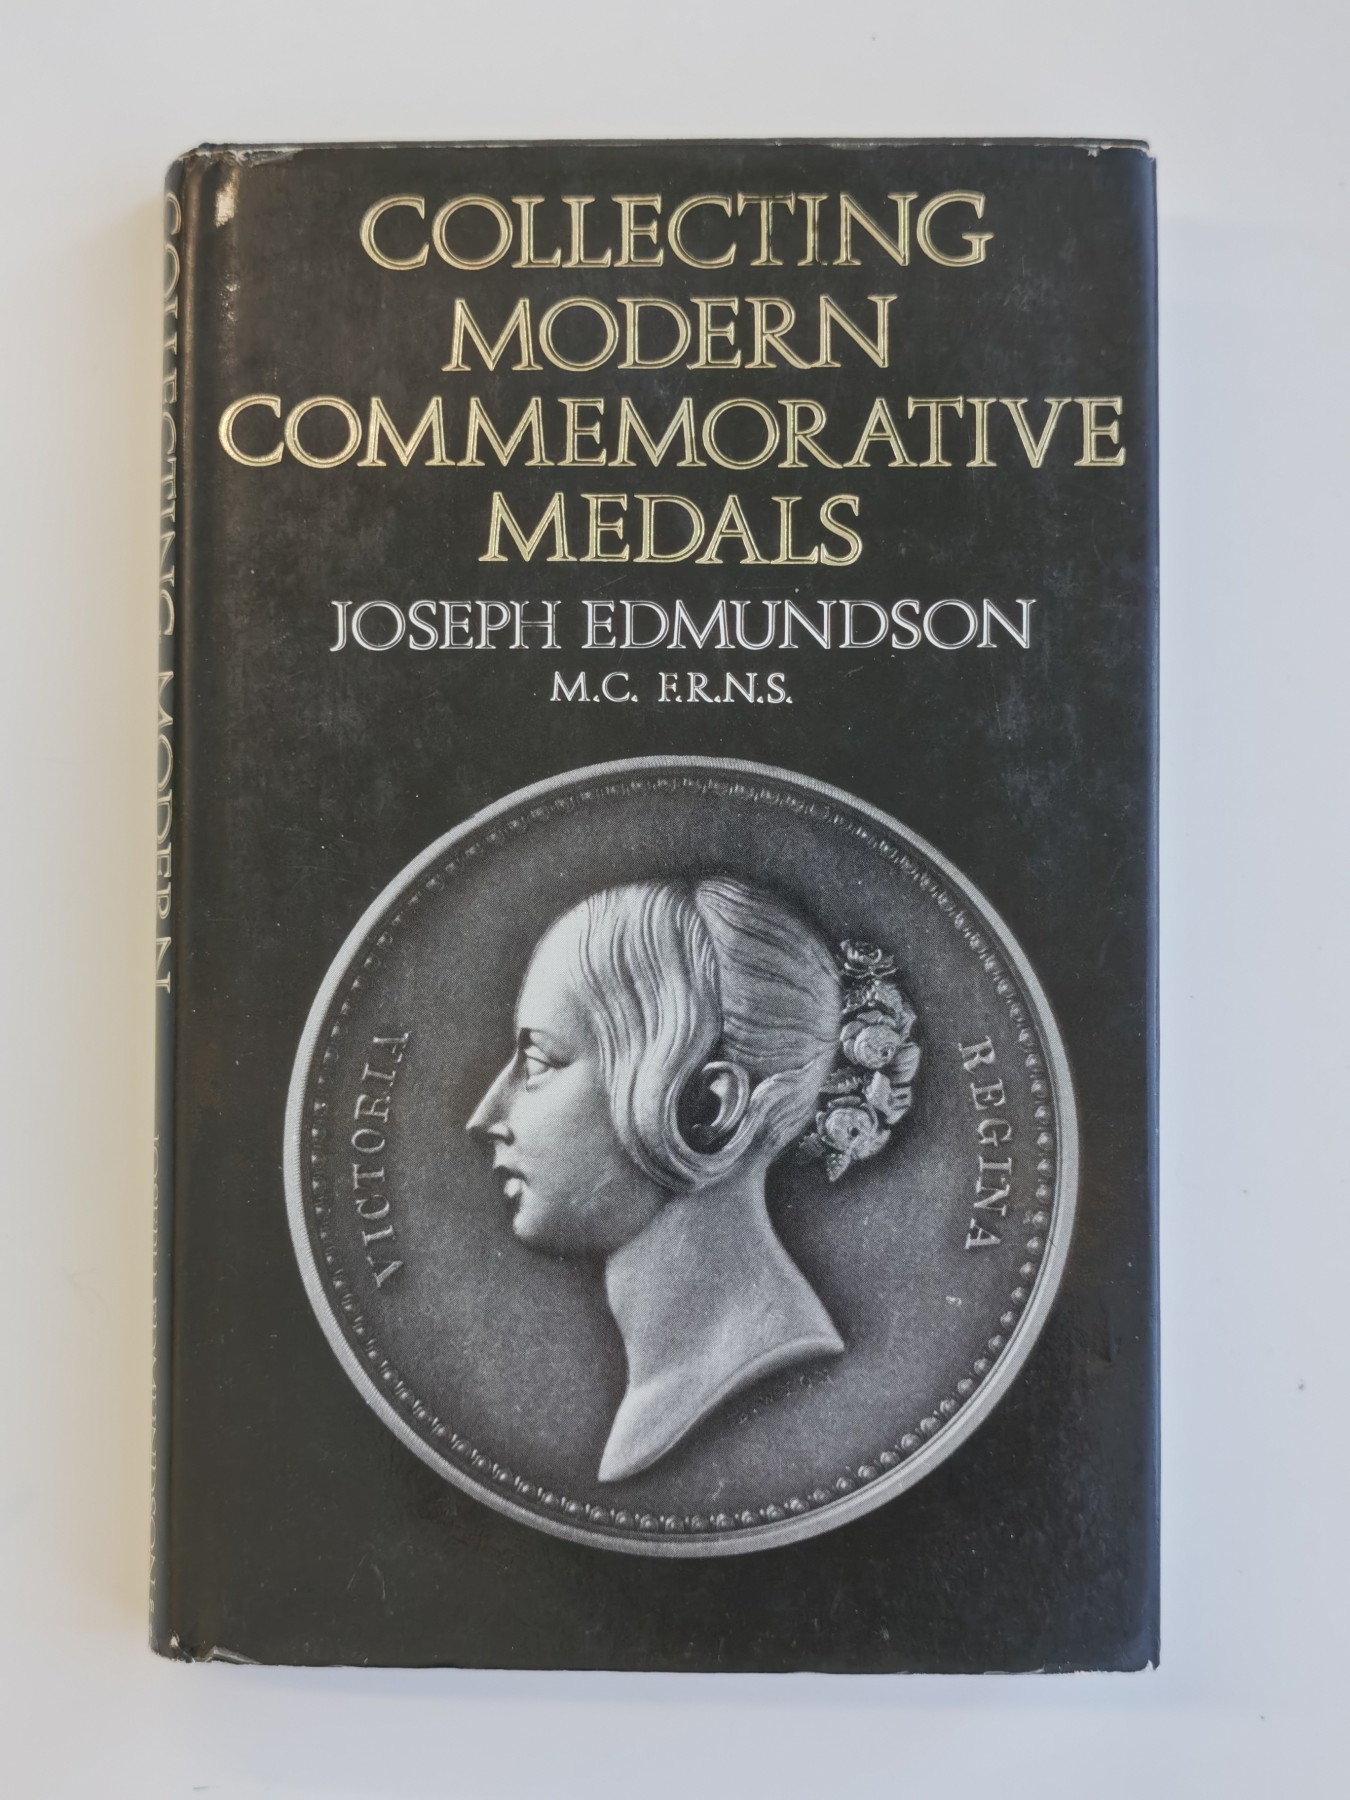 COLLECTING
MODERN
COMMEMORATIVE
MEDALS
JOSEPH EDMUNDSON
M.C. F.R.N.S.
VICTORIA
REGINA
COLLECTING MODERN